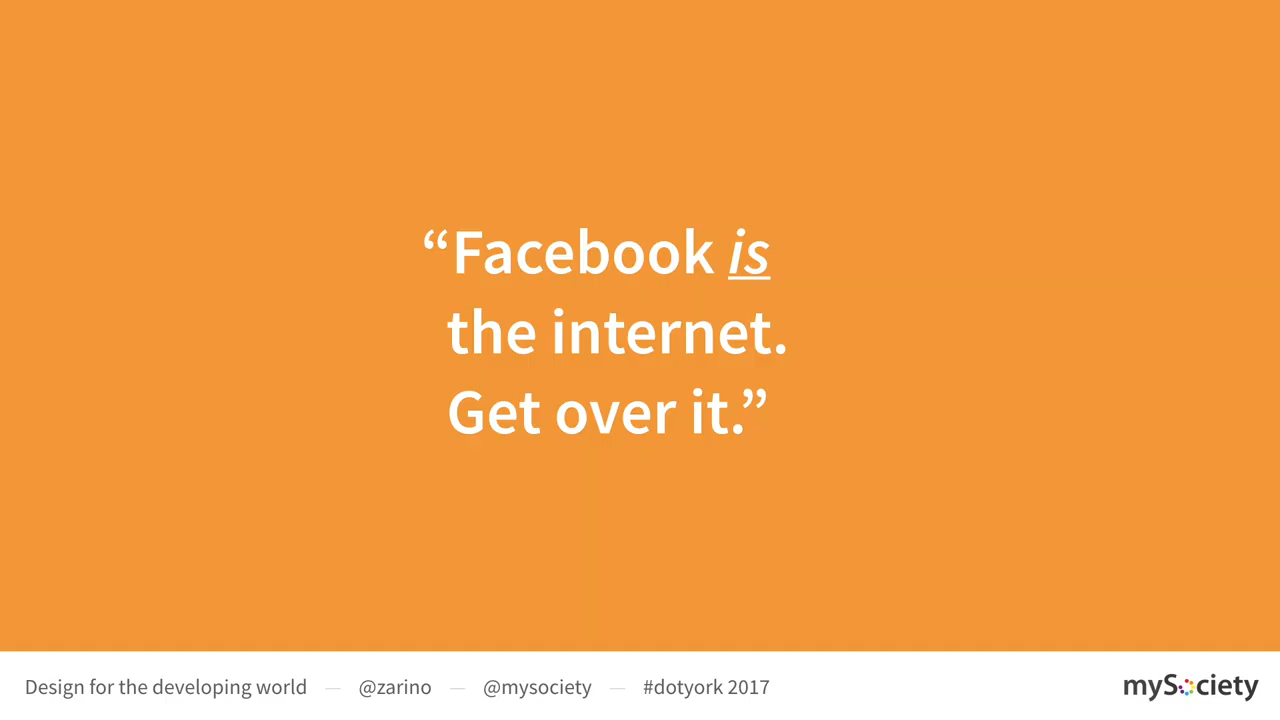 “Facebook is
the internet.
Get over it.”
Design for the developing world — @zarino — @mysociety — #dotyork 2017
mySociety